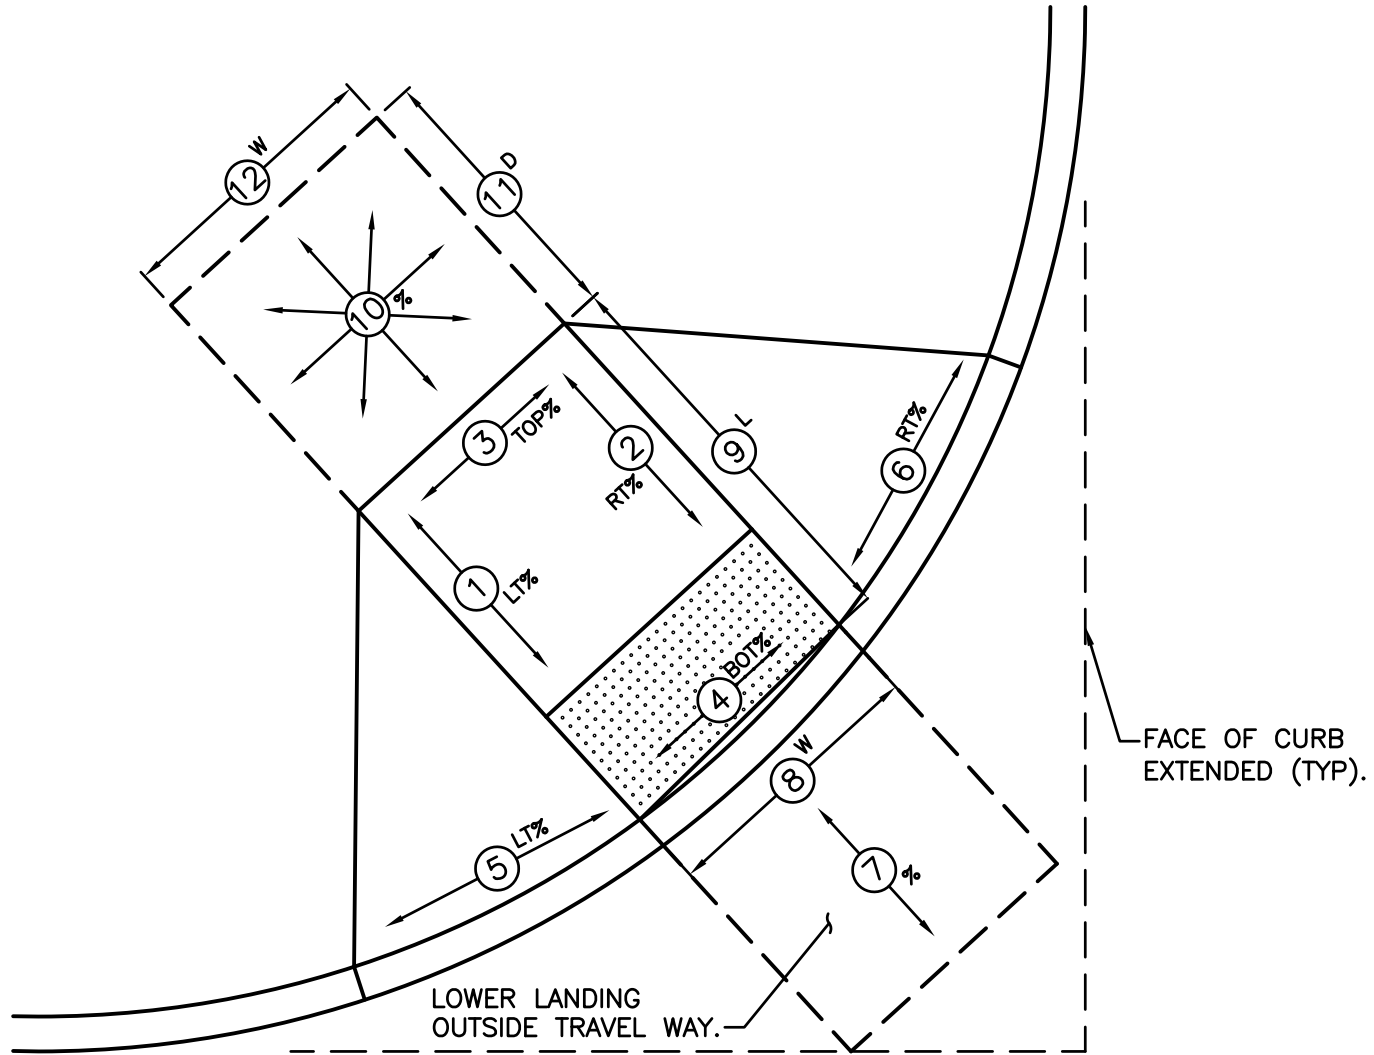 12 W
11 D
10 %
3 TOP%
2 RT%
9 L
6 RT%
1 LT%
4 BOT%
8 W
5 LT%
7 %
FACE OF CURB
EXTENDED (TYP).
LOWER LANDING
OUTSIDE TRAVEL WAY.